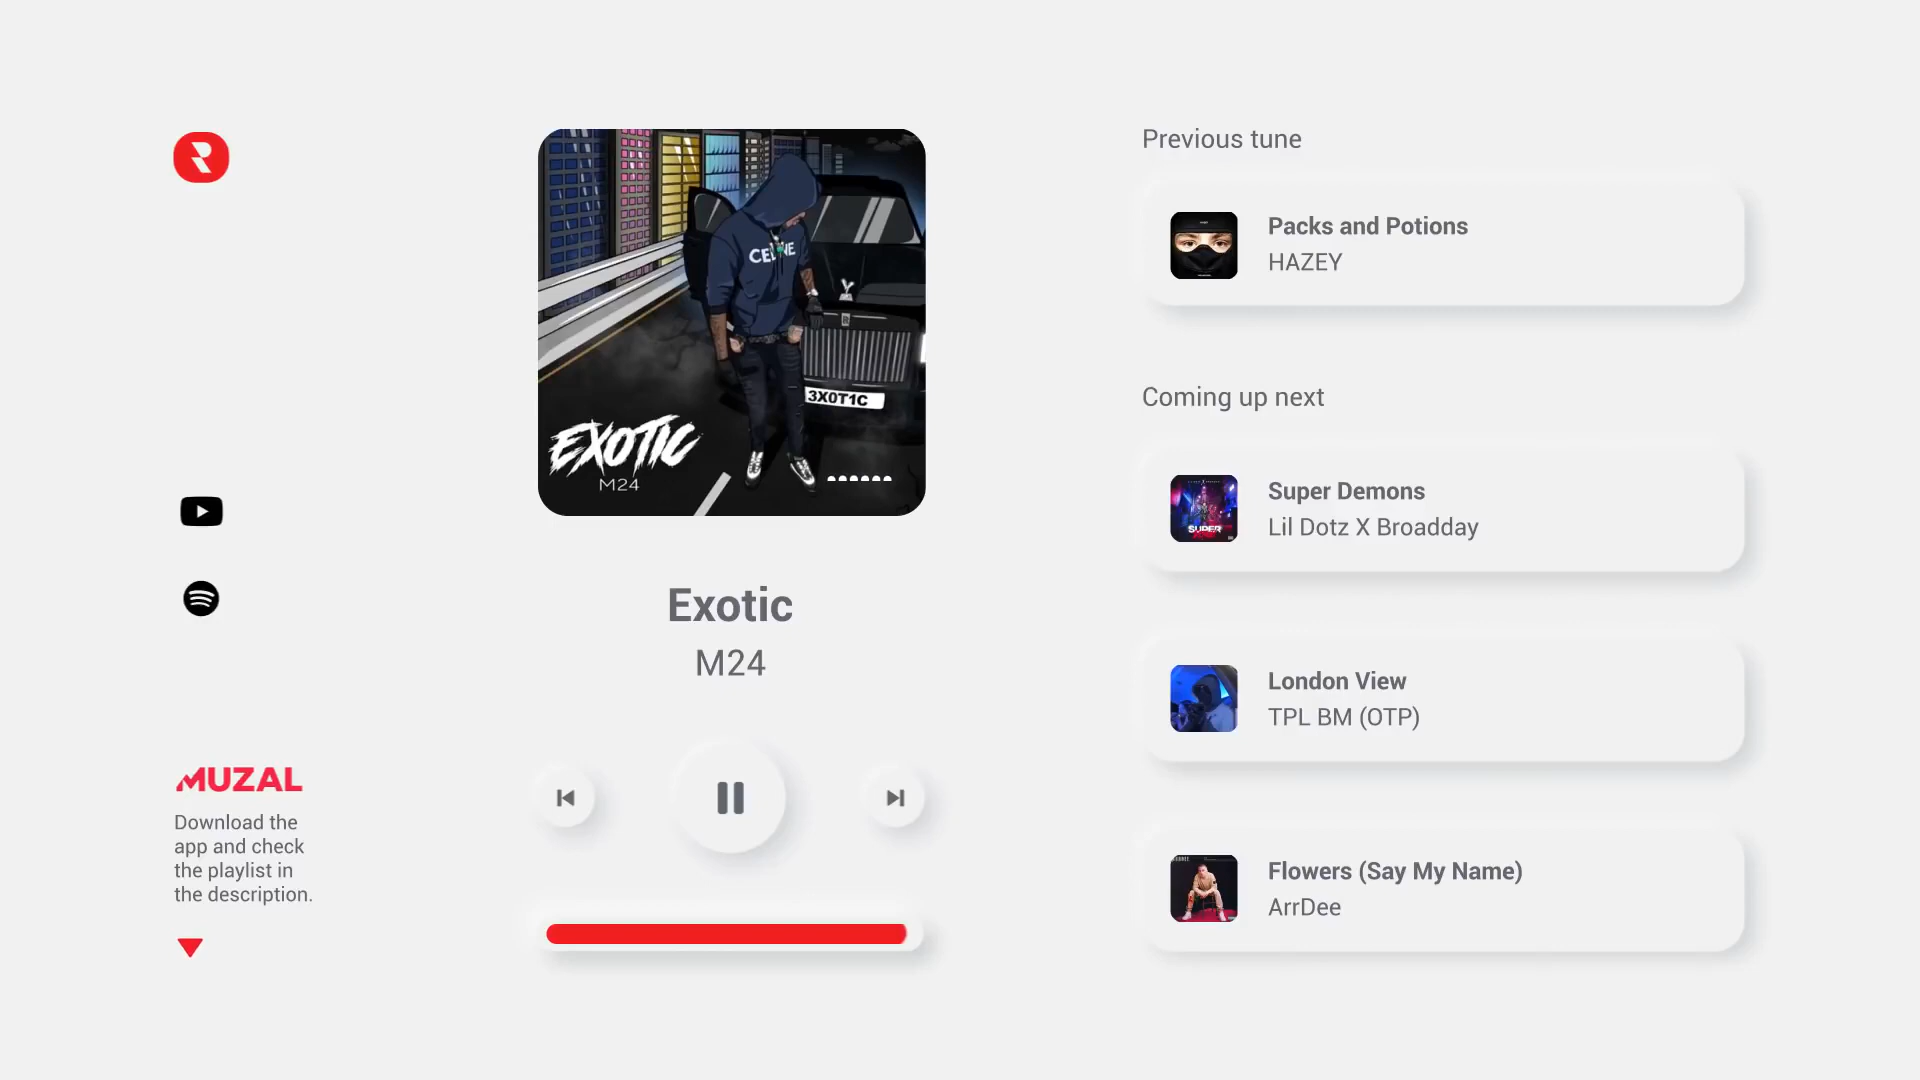 CELINE
3X0T1C
EXOTIC
M24
Exotic
M24
MUZAL
Download the
app and check
the playlist in
the description.
Previous tune
Packs and Potions
HAZEY
Coming up next
Super Demons
Lil Dotz X Broadday
SUPER
London View
TPL BM (OTP)
Flowers (Say My Name)
ArrDee